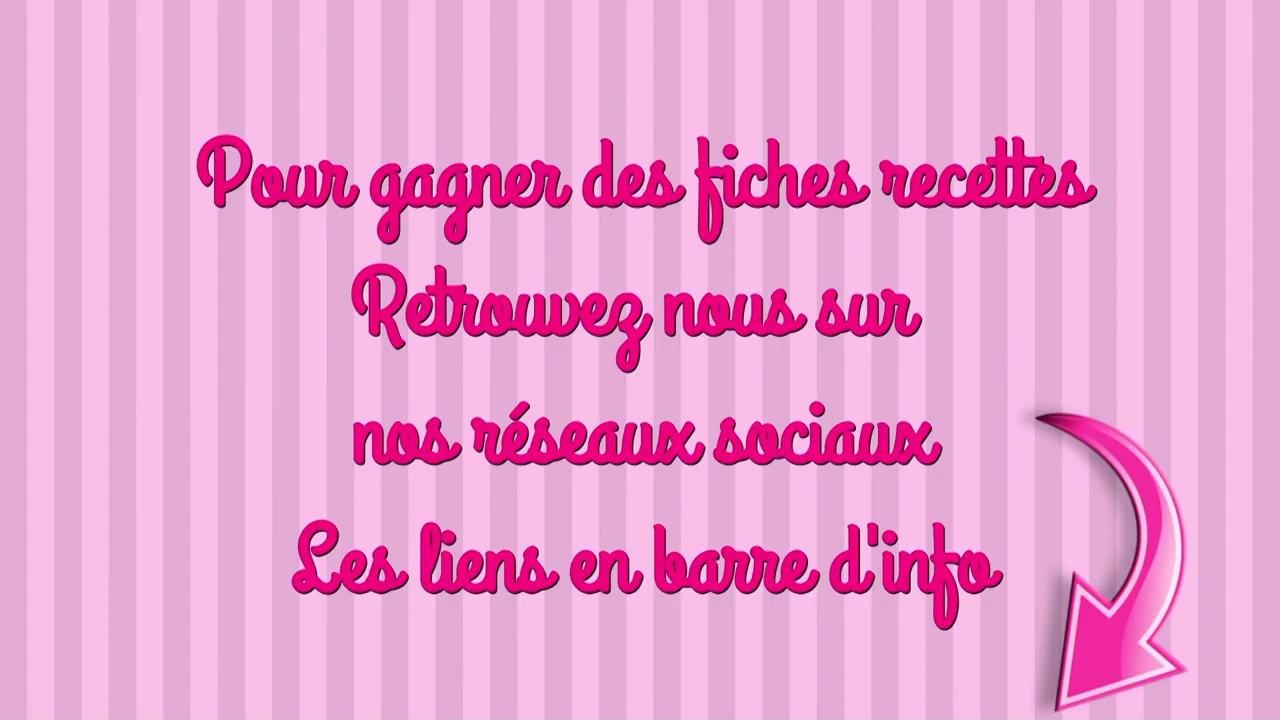 Pour gagner des fiches recettes
Retrouvez nous sur
nos réseaux sociaux
Les liens en barre d'info